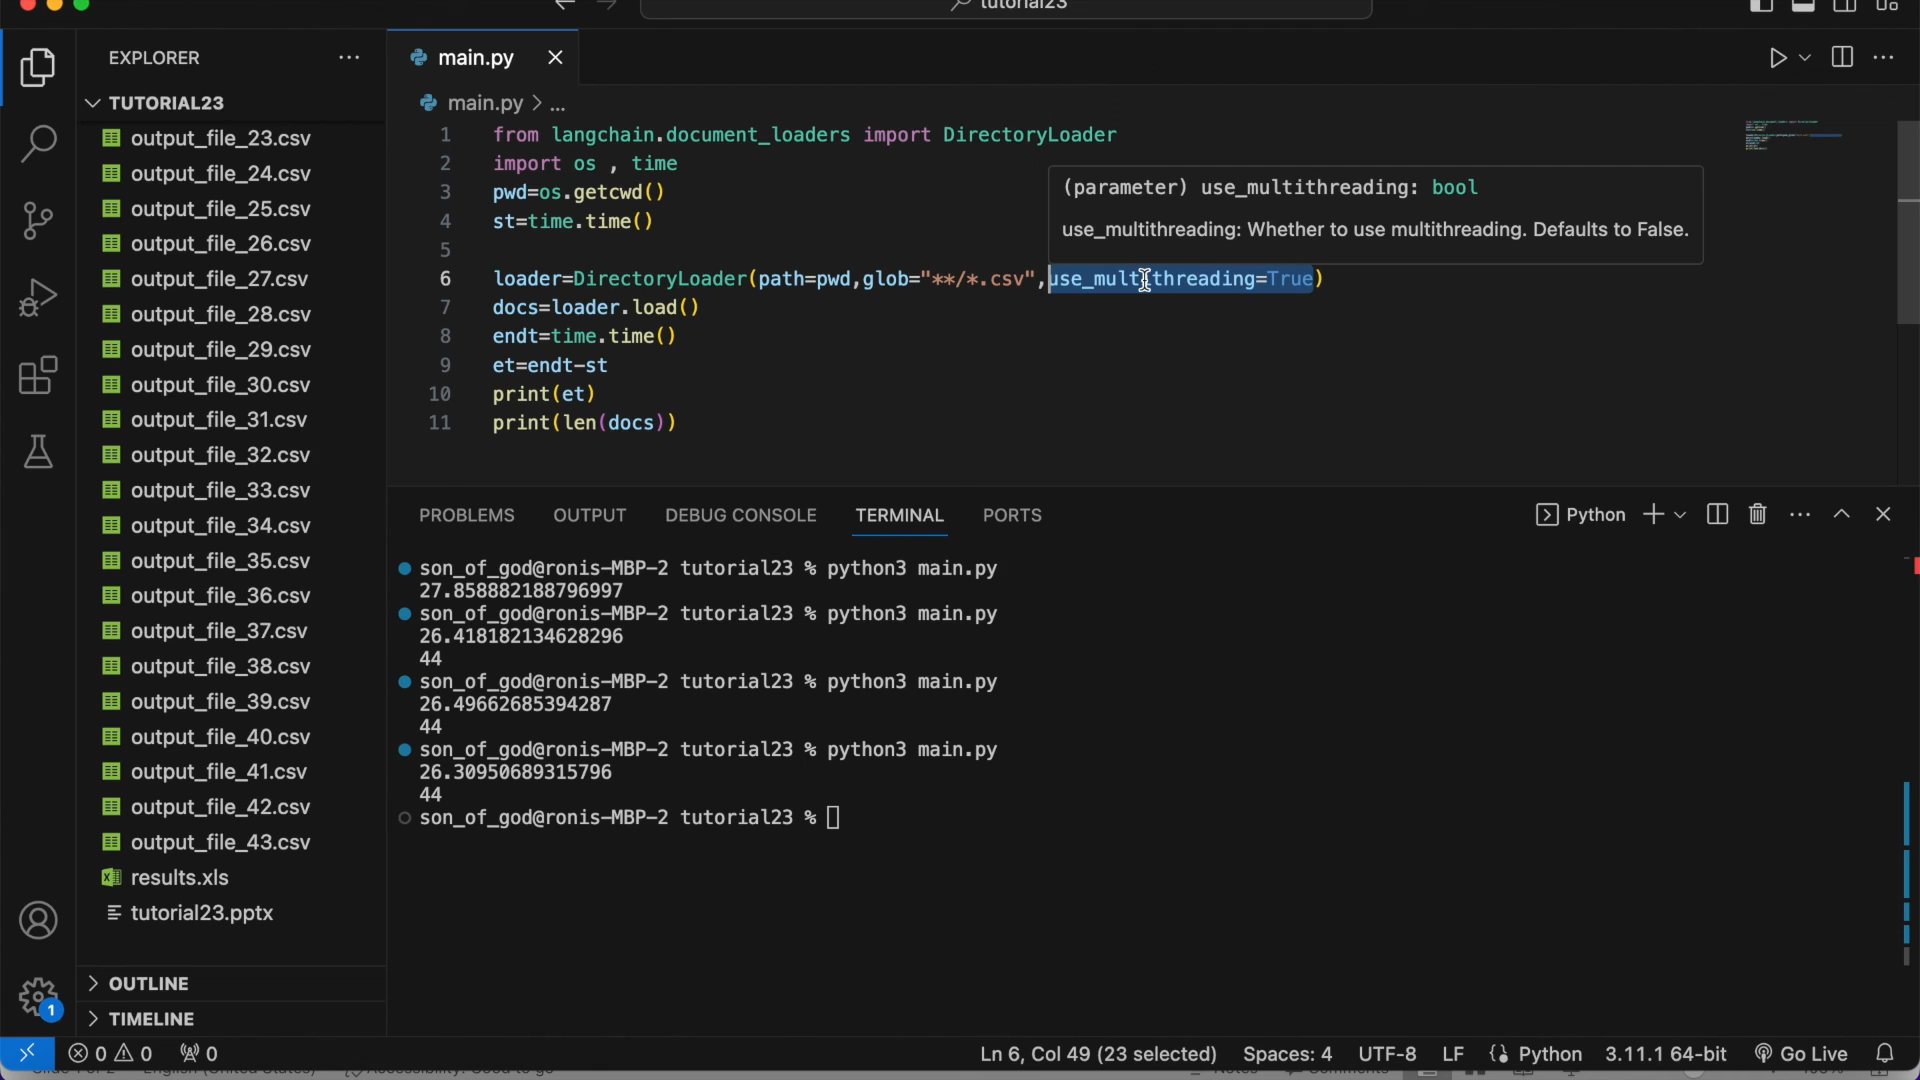 tutorial23
EXPLORER
main.py
TUTORIAL23
output_file_23.csv
output_file_24.csv
output_file_25.csv
output_file_26.csv
output_file_27.csv
output_file_28.csv
output_file_29.csv
output_file_30.csv
output_file_31.csv
output_file_32.csv
output_file_33.csv
output_file_34.csv
output_file_35.csv
output_file_36.csv
output_file_37.csv
output_file_38.csv
output_file_39.csv
output_file_40.csv
output_file_41.csv
output_file_42.csv
output_file_43.csv
results.xls
tutorial23.pptx
OUTLINE
TIMELINE
1
main.py > ...
1 from langchain.document_loaders import DirectoryLoader
2 import os , time
3 pwd=os.getcwd()
4 st=time.time()
5
6 loader=DirectoryLoader(path=pwd,glob="**/*.csv",use_multithreading=True)
7 docs=loader.load()
8 endt=time.time()
9 et=endt-st
10 print(et)
11 print(len(docs))
(parameter) use_multithreading: bool
use_multithreading: Whether to use multithreading. Defaults to False.
PROBLEMS OUTPUT DEBUG CONSOLE TERMINAL PORTS
Python
son_of_god@ronis-MBP-2 tutorial23 % python3 main.py
27.858882188796997
son_of_god@ronis-MBP-2 tutorial23 % python3 main.py
26.418182134628296
44
son_of_god@ronis-MBP-2 tutorial23 % python3 main.py
26.49662685394287
44
son_of_god@ronis-MBP-2 tutorial23 % python3 main.py
26.30950689315796
44
son_of_god@ronis-MBP-2 tutorial23 %
0 0 0 Ln 6, Col 49 (23 selected) Spaces: 4 UTF-8 LF Python 3.11.1 64-bit Go Live